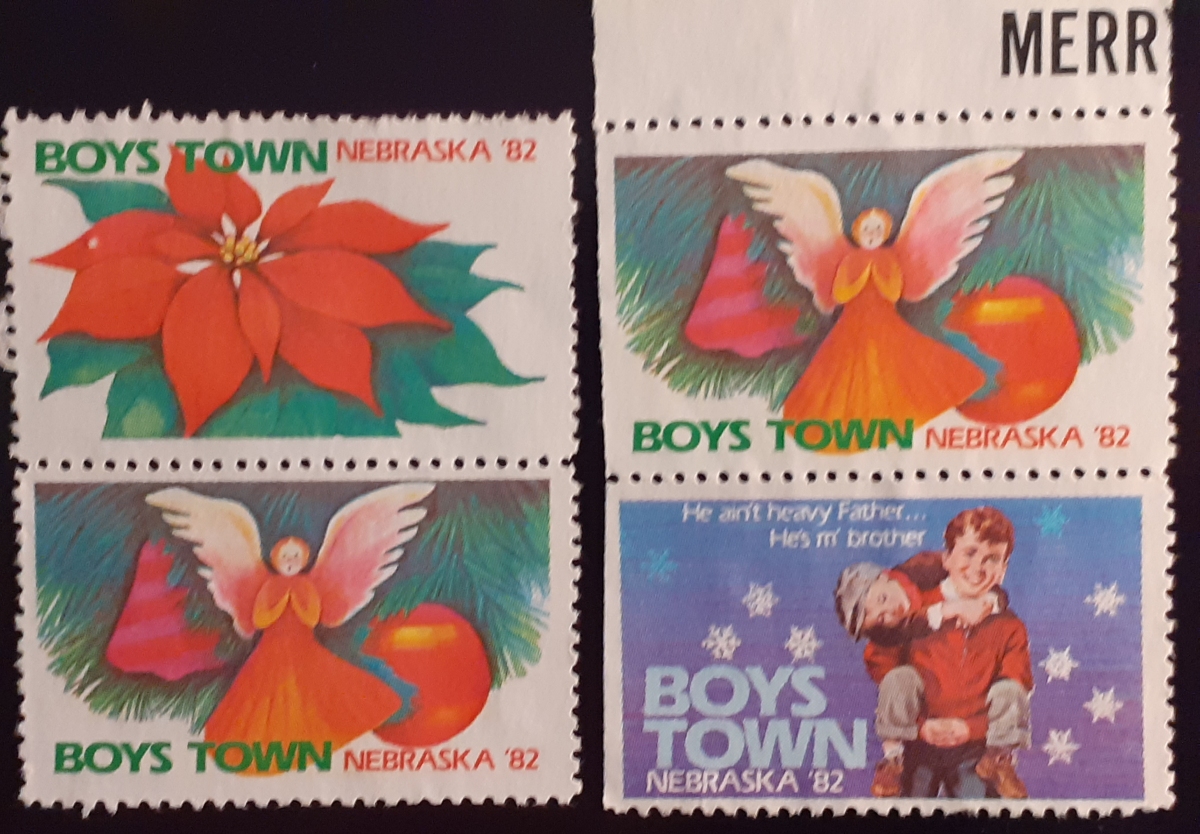 BOYS TOWN NEBRASKA '82
BOYS TOWN NEBRASKA '82
MERR
BOYS TOWN NEBRASKA '82
He ain't heavy Father...
He's m' brother
BOYS
TOWN
NEBRASKA '82